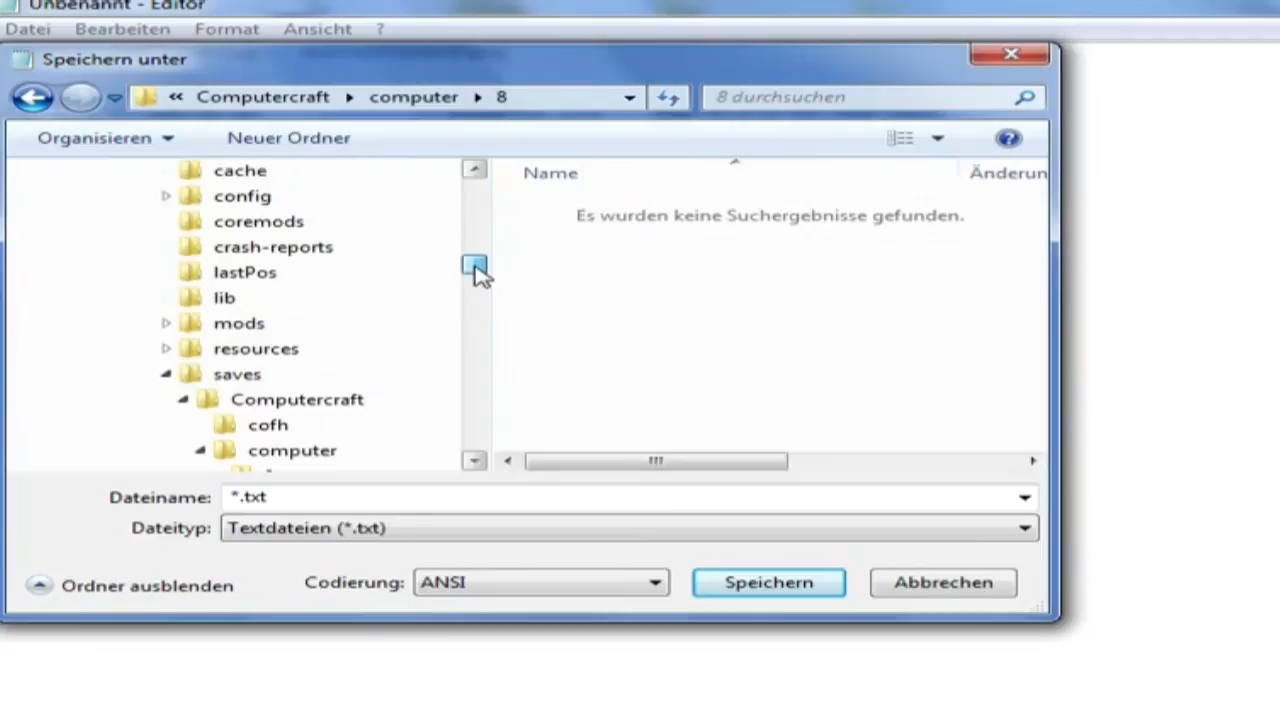 Unbenannt - Editor
Datei Bearbeiten Format Ansicht ?
Speichern unter
« Computercraft computer 8 8 durchsuchen
Organisieren Neuer Ordner
cache
config
coremods
crash-reports
lastPos
lib
mods
resources
saves
Computercraft
cofh
computer
Name Änderun
Es wurden keine Suchergebnisse gefunden.
Dateiname: *.txt
Dateityp: Textdateien (*.txt)
Ordner ausblenden Codierung: ANSI Speichern Abbrechen